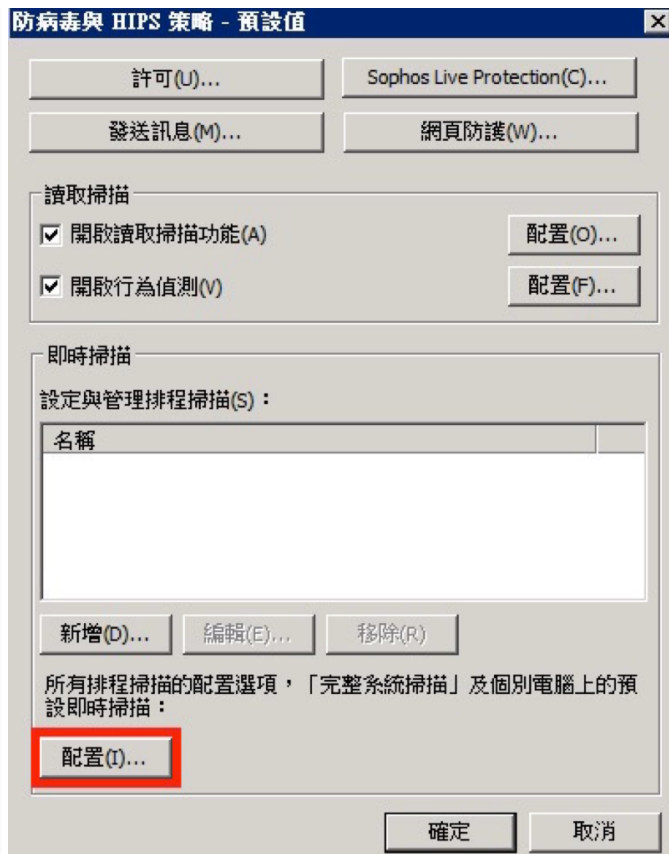 防病毒與 HIPS 策略 - 預設值
許可(U)...
Sophos Live Protection(C)...
發送訊息(M)...
網頁防護(W)...
讀取掃描
開啟讀取掃描功能(A)
配置(O)...
開啟行為偵測(V)
配置(F)...
即時掃描
設定與管理排程掃描(S)：
名稱
新增(D)...
編輯(E)...
移除(R)
所有排程掃描的配置選項，「完整系統掃描」及個別電腦上的預
設即時掃描：
配置(I)...
確定
取消